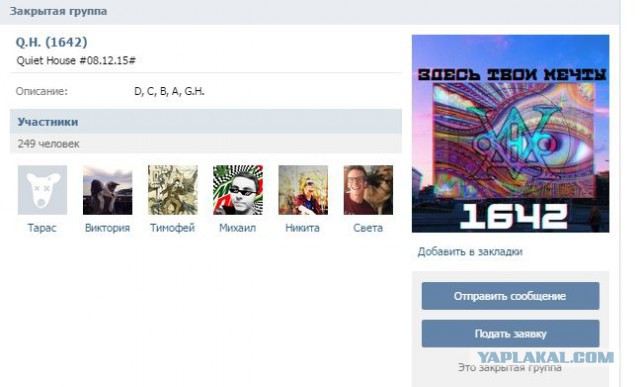 Закрытая группа
Q.H. (1642)
Quiet House #08.12.15#
Описание: D, C, B, A, G.H.
Участники
249 человек
Тарас Виктория Тимофей Михаил Никита Света
ЗДЕСЬ ТВОИ МЕЧТЫ
1642
Добавить в закладки
Отправить сообщение
Подать заявку
Это закрытая группа
YAPLAKAL.COM